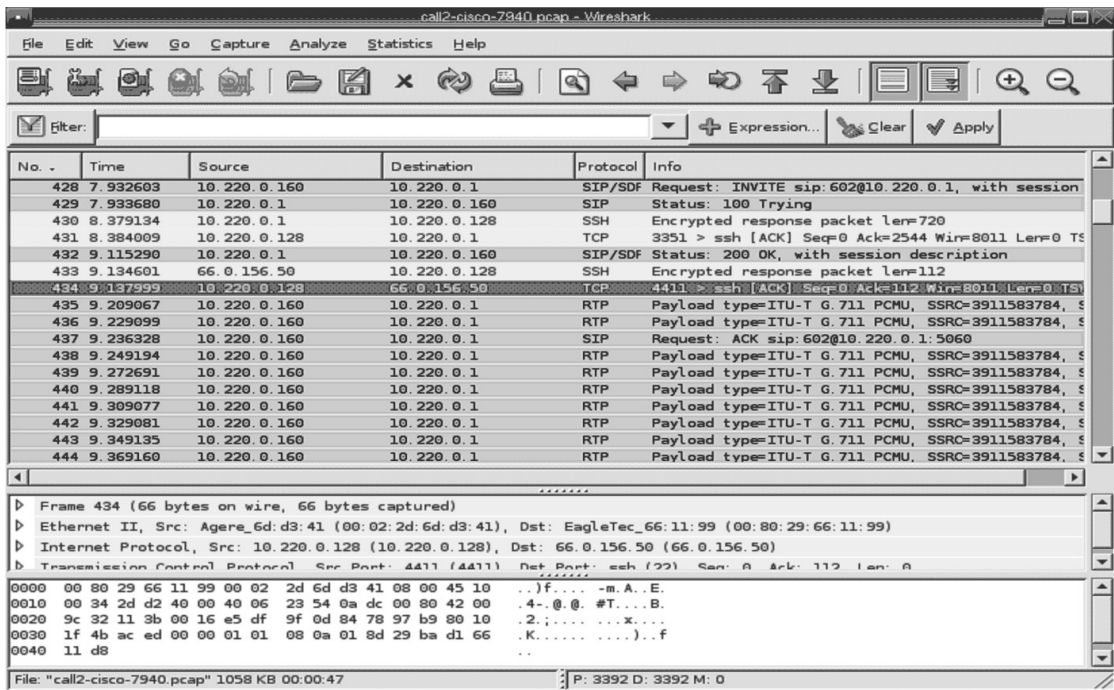 call2-cisco-7940.pcap - Wireshark
File Edit View Go Capture Analyze Statistics Help
Filter: Expression... Clear Apply
No. . Time Source Destination Protocol Info
428 7.932603 10.220.0.160 10.220.0.1 SIP/SDF Request: INVITE sip:602@10.220.0.1, with session
429 7.933680 10.220.0.1 10.220.0.160 SIP Status: 100 Trying
430 8.379134 10.220.0.1 10.220.0.128 SSH Encrypted response packet len=720
431 8.384009 10.220.0.128 10.220.0.1 TCP 3351 > ssh [ACK] Seq=0 Ack=2544 Win=8011 Len=0 TS
432 9.115290 10.220.0.1 10.220.0.160 SIP/SDF Status: 200 OK, with session description
433 9.134601 66.0.156.50 10.220.0.128 SSH Encrypted response packet len=112
434 9.137999 10.220.0.128 66.0.156.50 TCP 4411 > ssh [ACK] Seq=0 Ack=112 Win=8011 Len=0 TS
435 9.209067 10.220.0.160 10.220.0.1 RTP Payload type=ITU-T G.711 PCMU, SSRC=3911583784, S
436 9.229099 10.220.0.160 10.220.0.1 RTP Payload type=ITU-T G.711 PCMU, SSRC=3911583784, S
437 9.236328 10.220.0.160 10.220.0.1 SIP Request: ACK sip:602@10.220.0.1:5060
438 9.249194 10.220.0.160 10.220.0.1 RTP Payload type=ITU-T G.711 PCMU, SSRC=3911583784, S
439 9.272691 10.220.0.160 10.220.0.1 RTP Payload type=ITU-T G.711 PCMU, SSRC=3911583784, S
440 9.289118 10.220.0.160 10.220.0.1 RTP Payload type=ITU-T G.711 PCMU, SSRC=3911583784, S
441 9.309077 10.220.0.160 10.220.0.1 RTP Payload type=ITU-T G.711 PCMU, SSRC=3911583784, S
442 9.329081 10.220.0.160 10.220.0.1 RTP Payload type=ITU-T G.711 PCMU, SSRC=3911583784, S
443 9.349135 10.220.0.160 10.220.0.1 RTP Payload type=ITU-T G.711 PCMU, SSRC=3911583784, S
444 9.369160 10.220.0.160 10.220.0.1 RTP Payload type=ITU-T G.711 PCMU, SSRC=3911583784, S
Frame 434 (66 bytes on wire, 66 bytes captured)
Ethernet II, Src: Agere_6d:d3:41 (00:02:2d:6d:d3:41), Dst: EagleTec_66:11:99 (00:80:29:66:11:99)
Internet Protocol, Src: 10.220.0.128 (10.220.0.128), Dst: 66.0.156.50 (66.0.156.50)
Transmission Control Protocol, Src Port: 4411 (4411), Dst Port: ssh (22), Seq: 0, Ack: 112, Len: 0
0000 00 80 29 66 11 99 00 02 2d 6d d3 41 08 00 45 10 ..)f.... -m.A..E.
0010 00 34 2d d2 40 00 40 06 23 54 0a dc 00 80 42 00 .4-.@.@. #T....B.
0020 9c 32 11 3b 00 16 e5 df 9f 0d 84 78 97 b9 80 10 .2.;.... ...x....
0030 1f 4b ac ed 00 00 01 01 08 0a 01 8d 29 ba d1 66 .K...... ....)..f
0040 11 d8 ..
File: "call2-cisco-7940.pcap" 1058 KB 00:00:47 P: 3392 D: 3392 M: 0